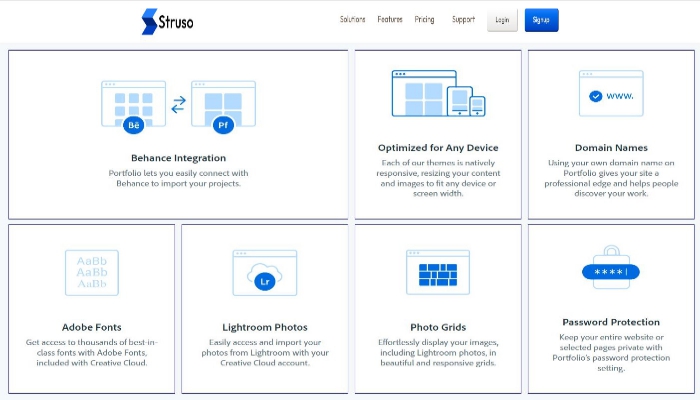 Struso
Solutions Features Pricing Support Login Signup
Bē
Pf
Behance Integration
Portfolio lets you easily connect with
Behance to import your projects.
Optimized for Any Device
Each of our themes is natively
responsive, resizing your content
and images to fit any device or
screen width.
www.
Domain Names
Using your own domain name on
Portfolio gives your site a
professional edge and helps people
discover your work.
AaBb
AaBb
AaBb
Adobe Fonts
Get access to thousands of best-in-
class fonts with Adobe Fonts,
included with Creative Cloud.
Lr
Lightroom Photos
Easily access and import your
photos from Lightroom with your
Creative Cloud account.
Photo Grids
Effortlessly display your images,
including Lightroom photos, in
beautiful and responsive grids.
****|
Password Protection
Keep your entire website or
selected pages private with
Portfolio's password protection
setting.